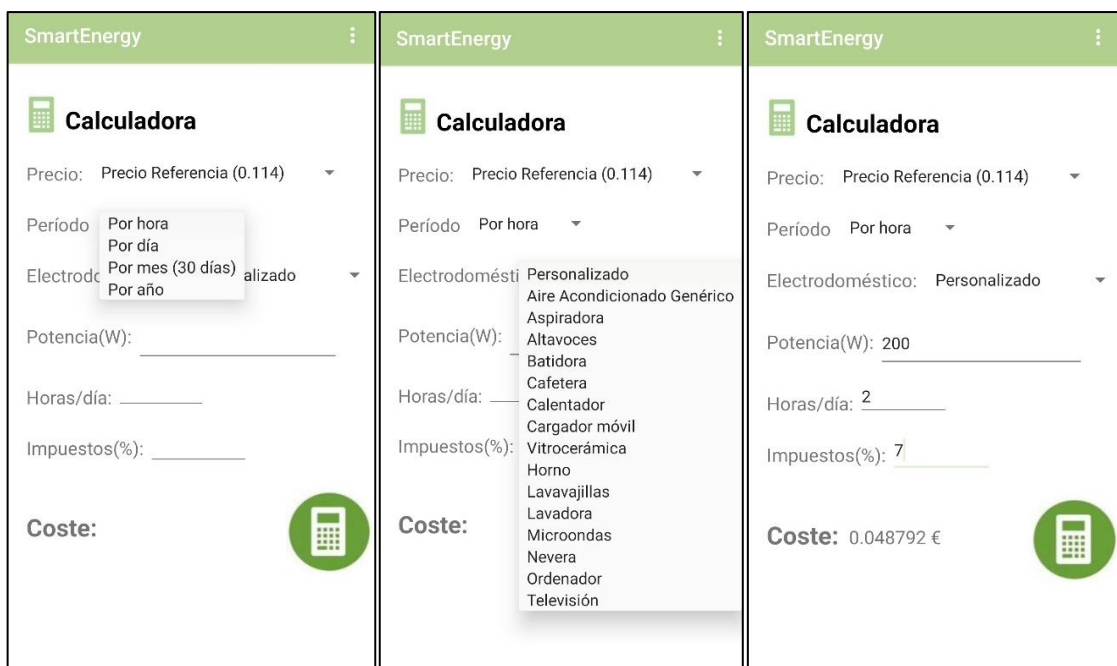 SmartEnergy
Calculadora
Precio: Precio Referencia (0.114)
Período
Por hora
Por día
Por mes (30 días)
Por año
Electrodo
alizado
Potencia(W):
Horas/día:
Impuestos(%):
Coste:
SmartEnergy
Calculadora
Precio: Precio Referencia (0.114)
Período Por hora
Electrodomésti
Personalizado
Aire Acondicionado Genérico
Aspiradora
Altavoces
Batidora
Cafetera
Calentador
Cargador móvil
Vitrocerámica
Horno
Lavavajillas
Lavadora
Microondas
Nevera
Ordenador
Televisión
Potencia(W):
Horas/día:
Impuestos(%):
Coste:
SmartEnergy
Calculadora
Precio: Precio Referencia (0.114)
Período Por hora
Electrodoméstico: Personalizado
Potencia(W): 200
Horas/día: 2
Impuestos(%): 7
Coste: 0.048792 €